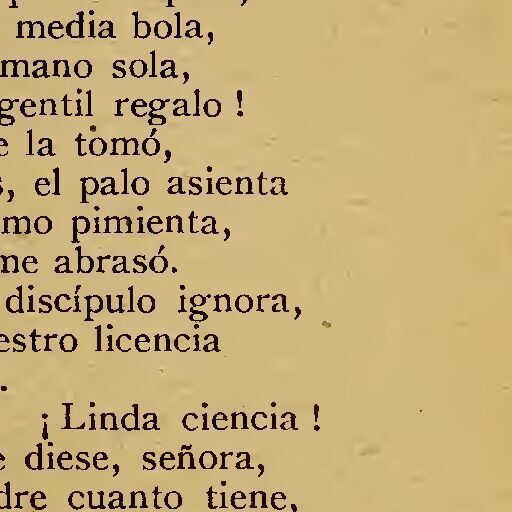 media bola,
mano sola,
gentil regalo !
la tomó,
, el palo asienta
mo pimienta,
me abrasó.
discípulo ignora,
estro licencia
.
¡ Linda ciencia !
diese, señora,
dre cuanto tiene,